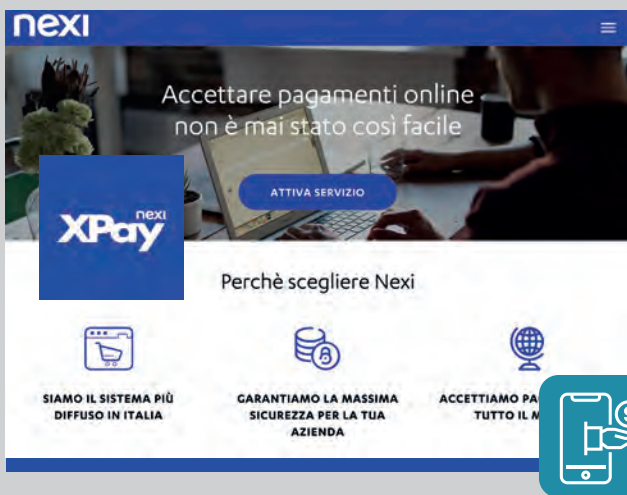 nexi
Accettare pagamenti online
non è mai stato così facile
ATTIVA SERVIZIO
nexi
XPay
Perchè scegliere Nexi
SIAMO IL SISTEMA PIÙ
DIFFUSO IN ITALIA
GARANTIAMO LA MASSIMA
SICUREZZA PER LA TUA
AZIENDA
ACCETTIAMO
TUTTO IL